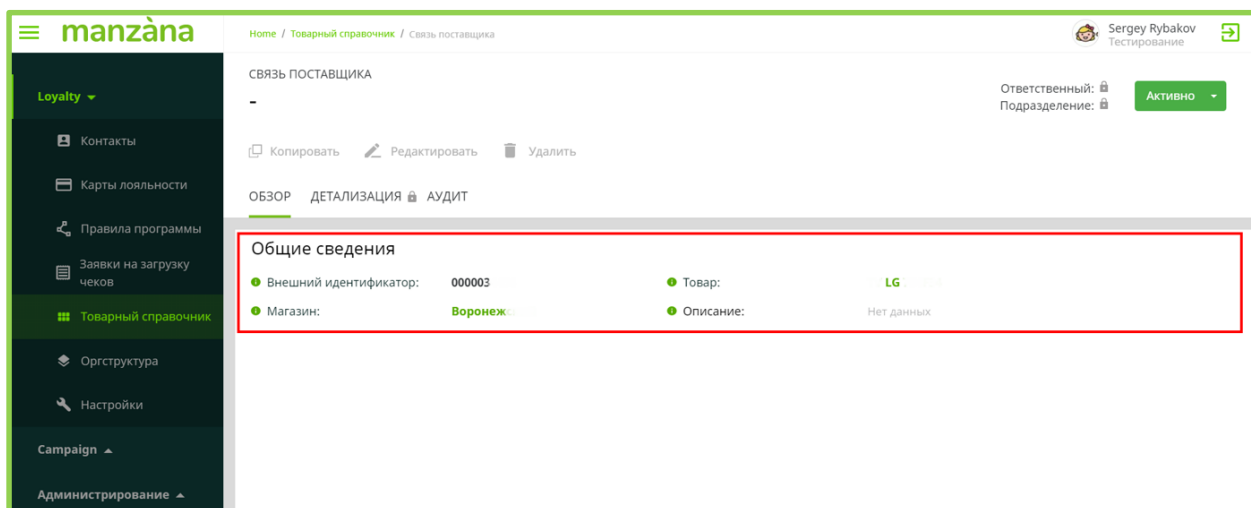 manzàna
Home / Товарный справочник / Связь поставщика
Sergey Rybakov
Тестирование
Loyalty
Контакты
Карты лояльности
Правила программы
Заявки на загрузку
чеков
Товарный справочник
Оргструктура
Настройки
Campaign
Администрирование
СВЯЗЬ ПОСТАВЩИКА
-
Ответственный:
Подразделение:
Активно
Копировать Редактировать Удалить
ОБЗОР ДЕТАЛИЗАЦИЯ АУДИТ
Общие сведения
Внешний идентификатор: 000003 Товар: LG
Магазин: Воронеж Описание: Нет данных